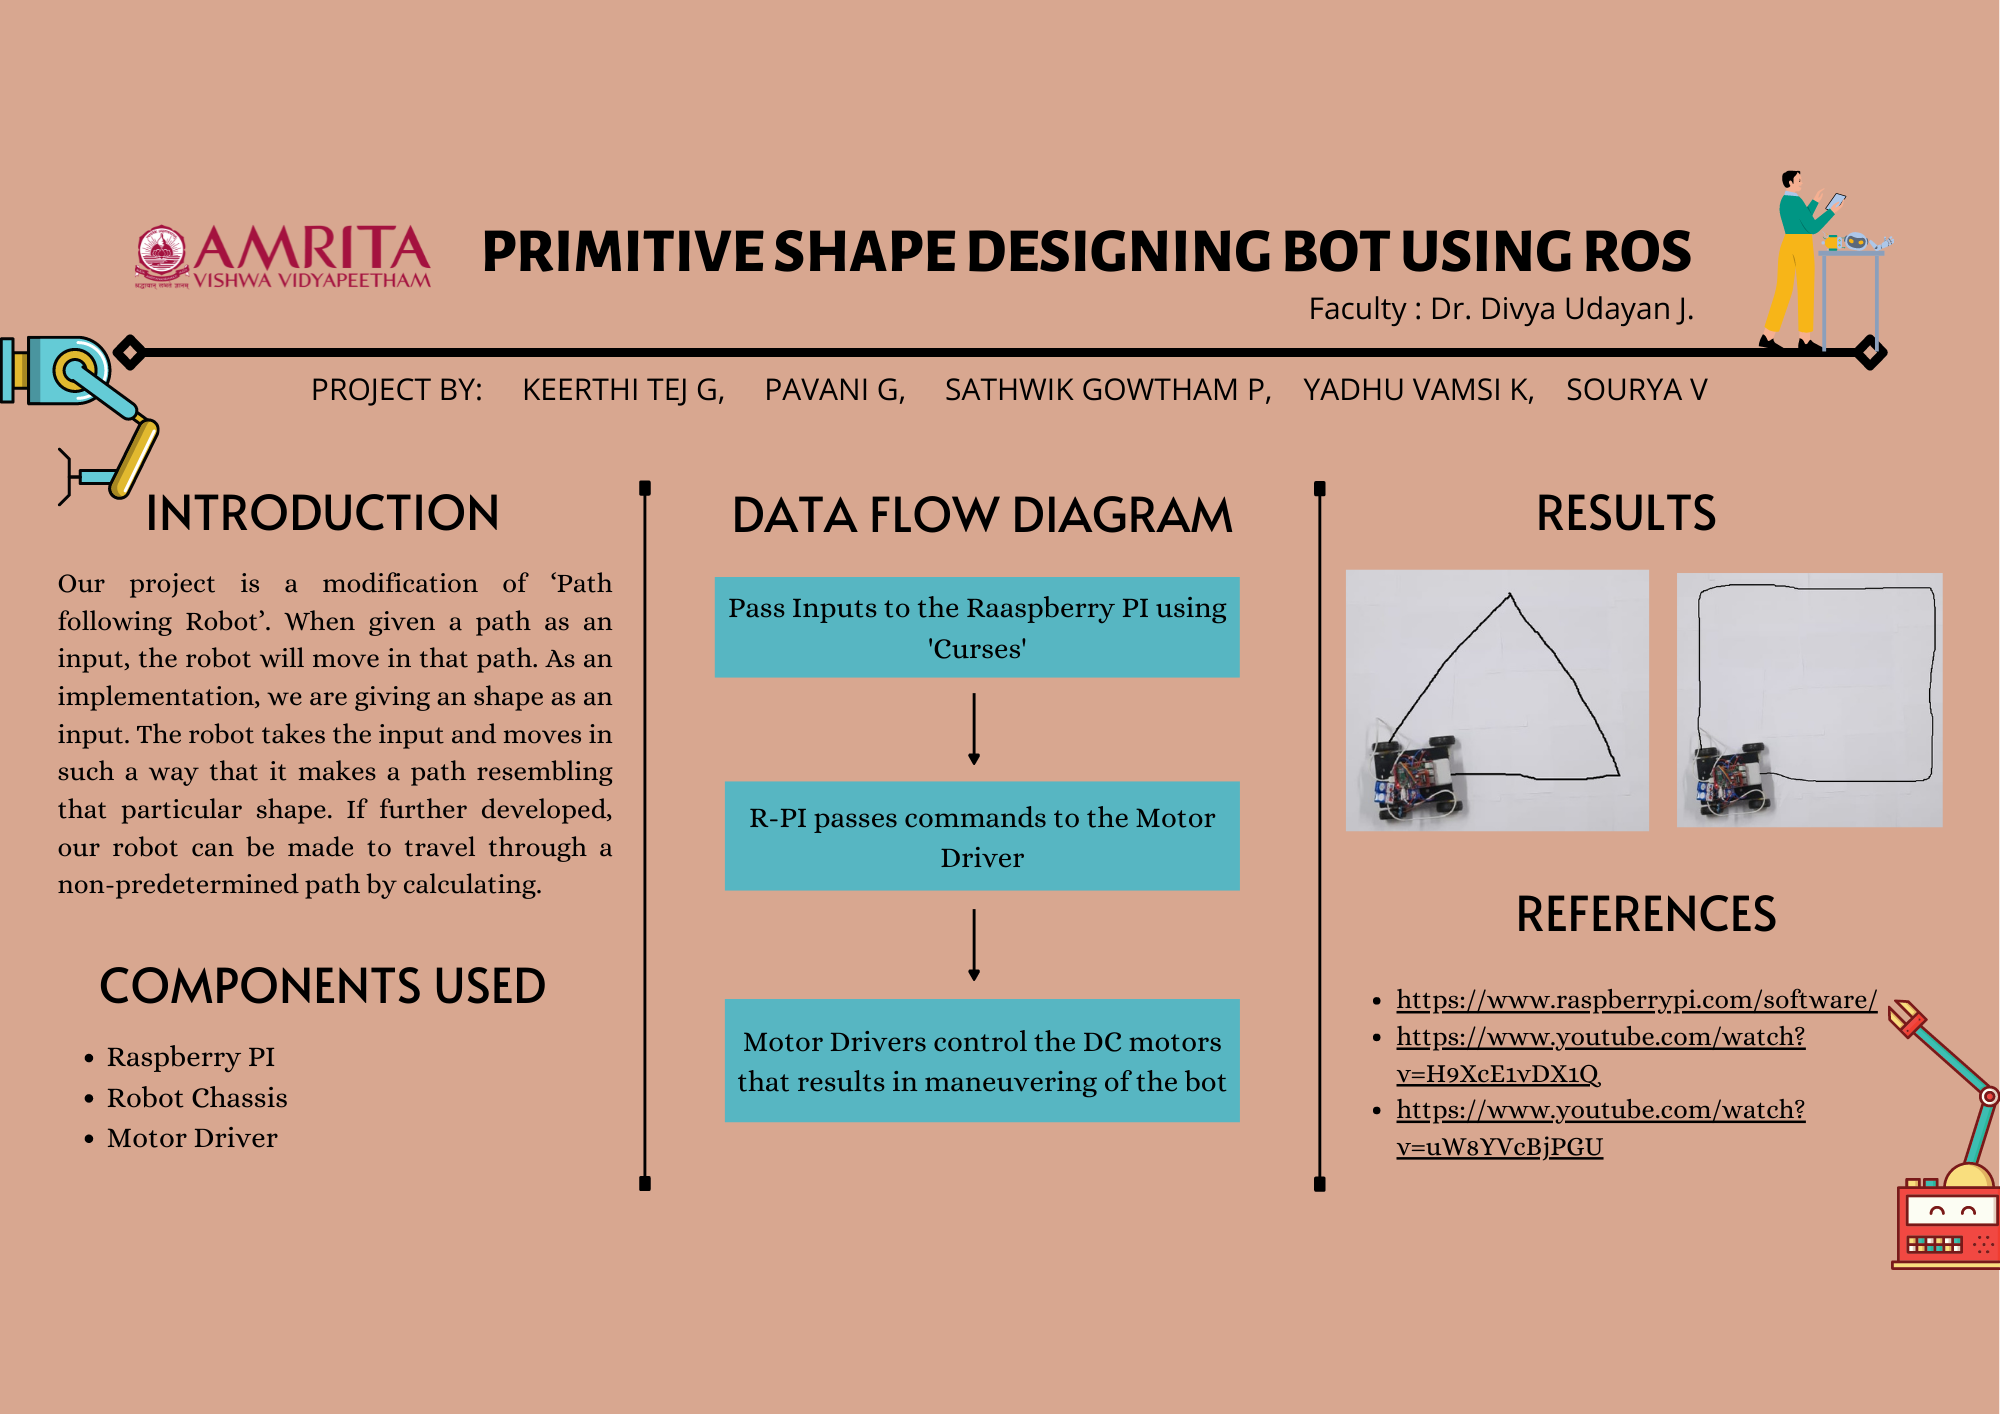 AMRITA
VISHWA VIDYAPEETHAM
PRIMITIVE SHAPE DESIGNING BOT USING ROS
Faculty : Dr. Divya Udayan J.
PROJECT BY: KEERTHI TEJ G, PAVANI G, SATHWIK GOWTHAM P, YADHU VAMSI K, SOURYA V
INTRODUCTION
Our project is a modification of ‘Path
following Robot’. When given a path as an
input, the robot will move in that path. As an
implementation, we are giving an shape as an
input. The robot takes the input and moves in
such a way that it makes a path resembling
that particular shape. If further developed,
our robot can be made to travel through a
non-predetermined path by calculating.
COMPONENTS USED
• Raspberry PI
• Robot Chassis
• Motor Driver
DATA FLOW DIAGRAM
Pass Inputs to the Raaspberry PI using
'Curses'
R-PI passes commands to the Motor
Driver
Motor Drivers control the DC motors
that results in maneuvering of the bot
RESULTS
REFERENCES
• https://www.raspberrypi.com/software/
• https://www.youtube.com/watch?
v=H9XcE1vDX1Q
• https://www.youtube.com/watch?
v=uW8YVcBjPGU